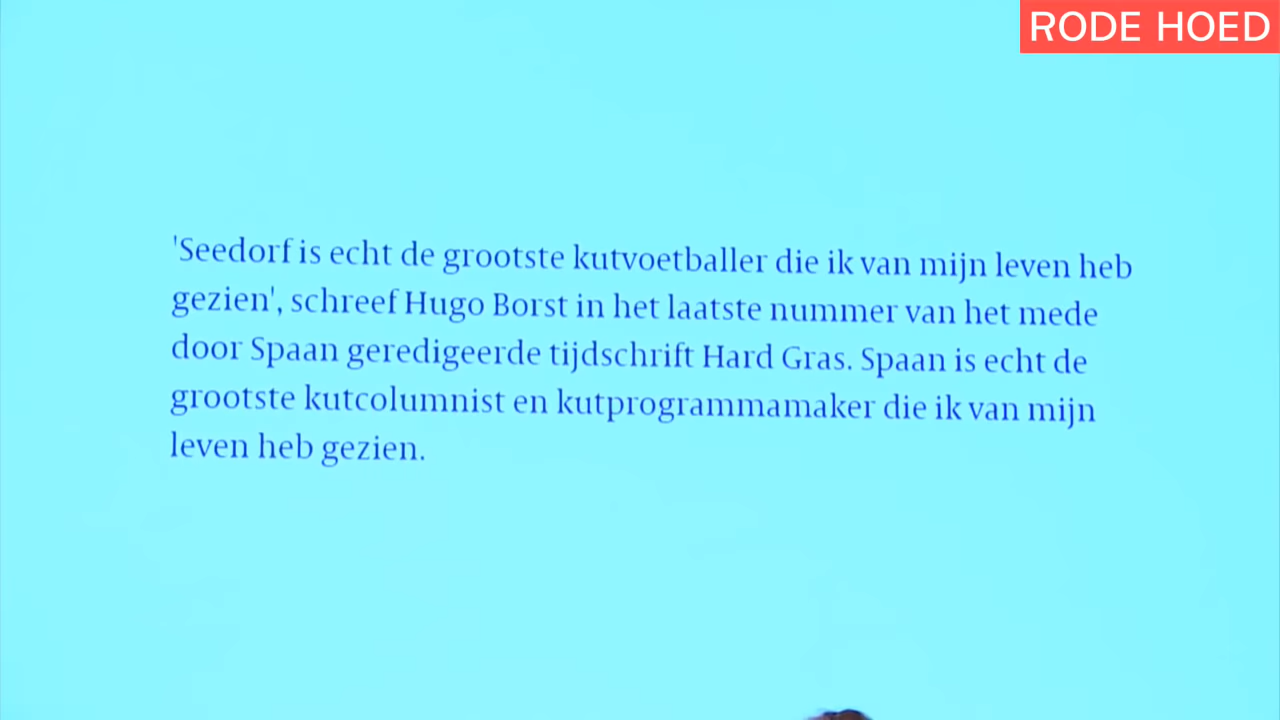 RODE HOED
'Seedorf is echt de grootste kutvoetballer die ik van mijn leven heb
gezien', schreef Hugo Borst in het laatste nummer van het mede
door Spaan geredigeerde tijdschrift Hard Gras. Spaan is echt de
grootste kutcolumnist en kutprogrammamaker die ik van mijn
leven heb gezien.